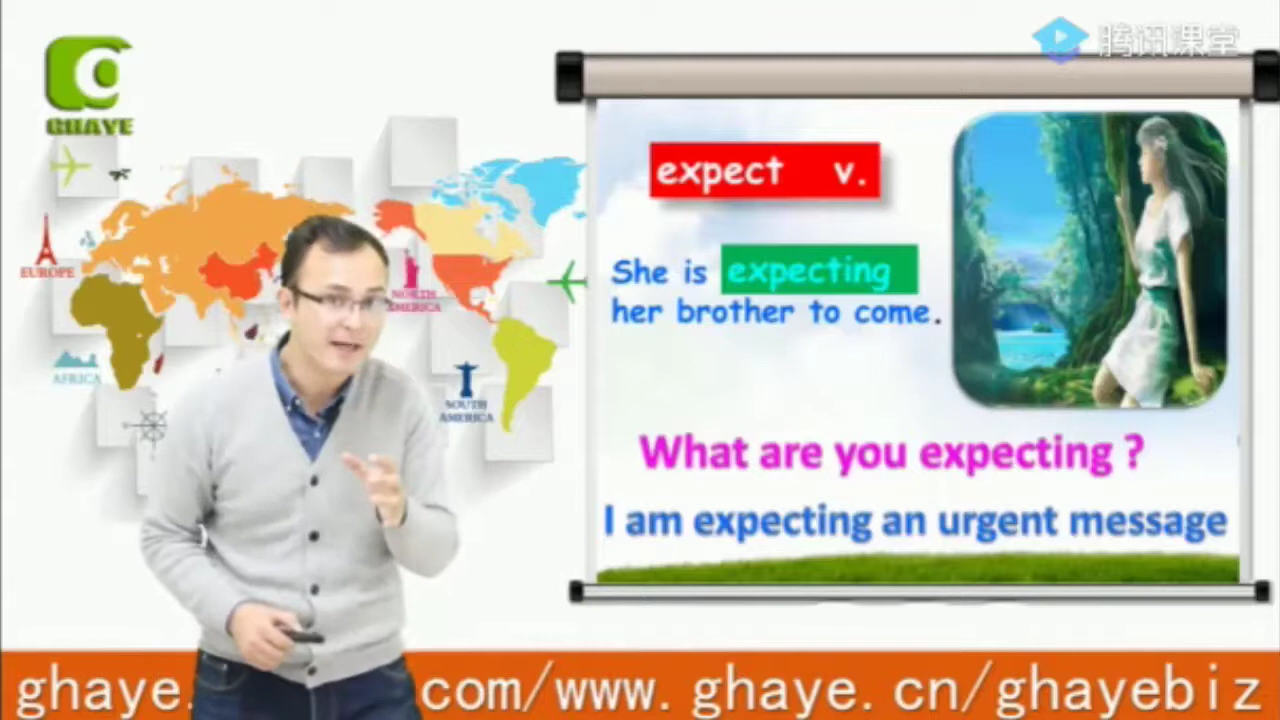 GHAYE
腾讯课堂
EUROPE
AFRICA
NORTH
AMERICA
SOUTH
AMERICA
expect v.
She is expecting
her brother to come.
What are you expecting ?
I am expecting an urgent message
ghaye. com/www. ghaye. cn/ghayebiz